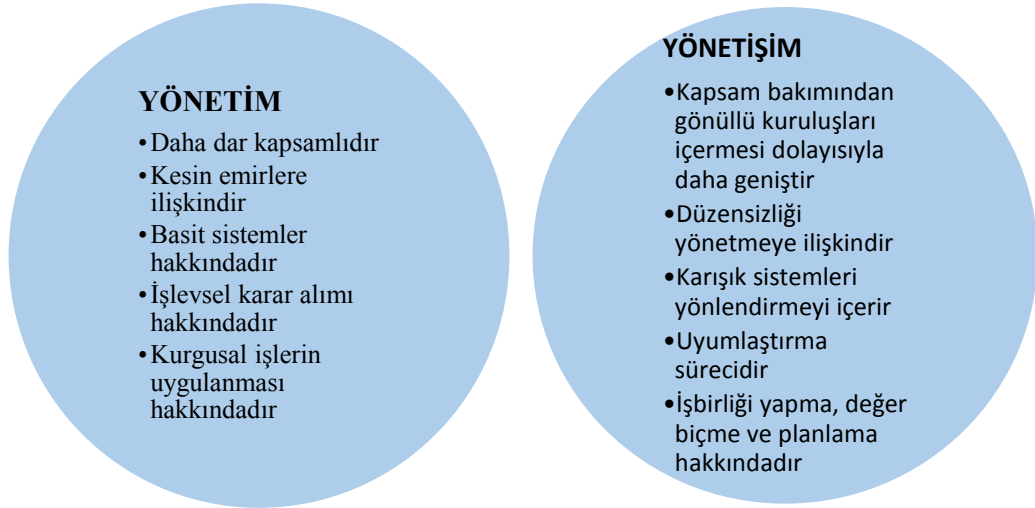 YÖNETİM
•Daha dar kapsamlıdır
•Kesin emirlere
ilişkindir
•Basit sistemler
hakkındadır
•İşlevsel karar alımı
hakkındadır
•Kurgusal işlerin
uygulanması
hakkındadır
YÖNETİŞİM
•Kapsam bakımından
gönüllü kuruluşları
içermesi dolayısıyla
daha geniştir
•Düzensizliği
yönetmeye ilişkindir
•Karışık sistemleri
yönlendirmeyi içerir
•Uyumlaştırma
sürecidir
•İşbirliği yapma, değer
biçme ve planlama
hakkındadır